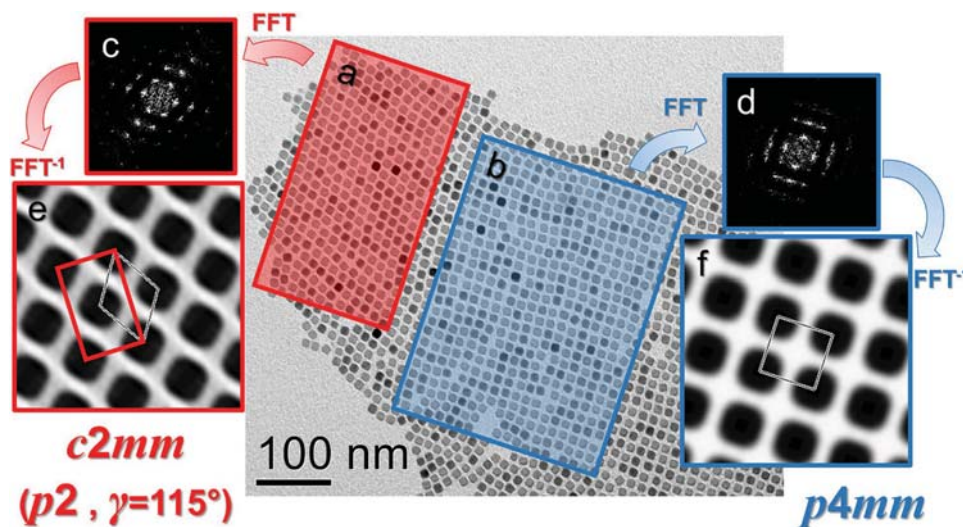 FFT
c
a
FFT
d
FFT⁻¹
b
e
f
FFT⁻¹
100 nm
c2mm
(p2 , γ=115°)
p4mm